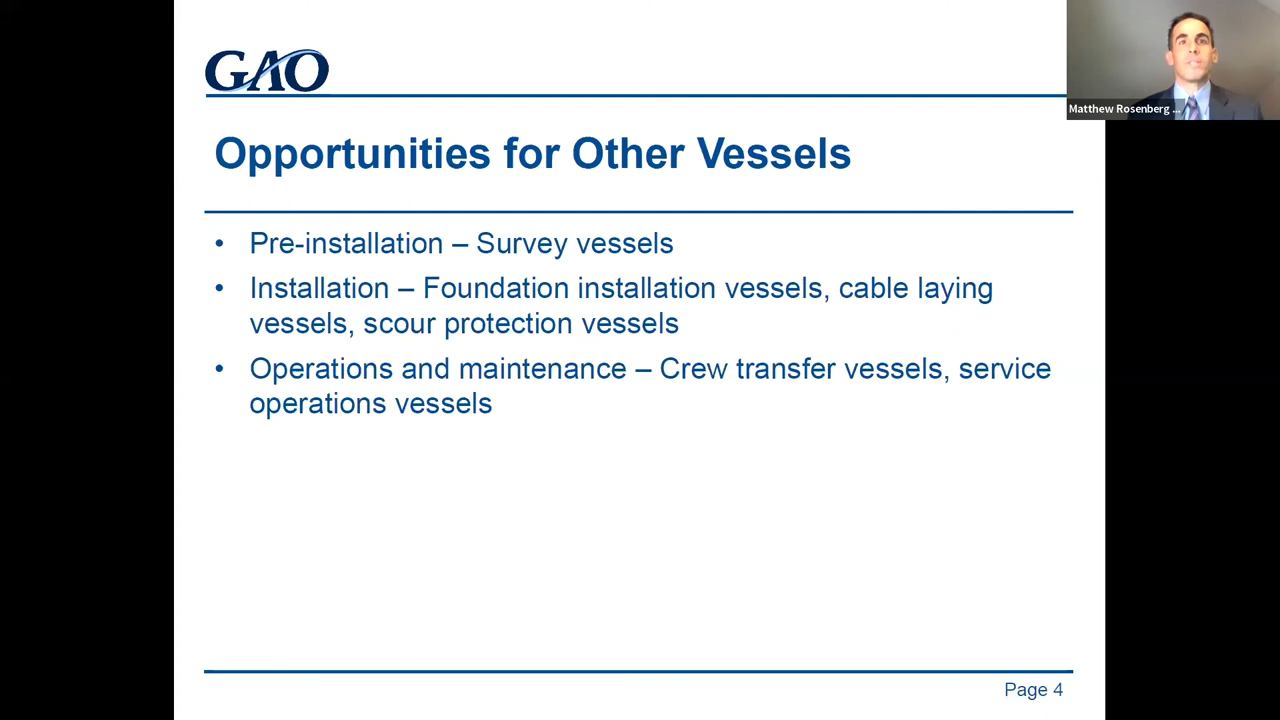 GAO
Matthew Rosenberg ...
Opportunities for Other Vessels
• Pre-installation – Survey vessels
• Installation – Foundation installation vessels, cable laying
vessels, scour protection vessels
• Operations and maintenance – Crew transfer vessels, service
operations vessels
Page 4